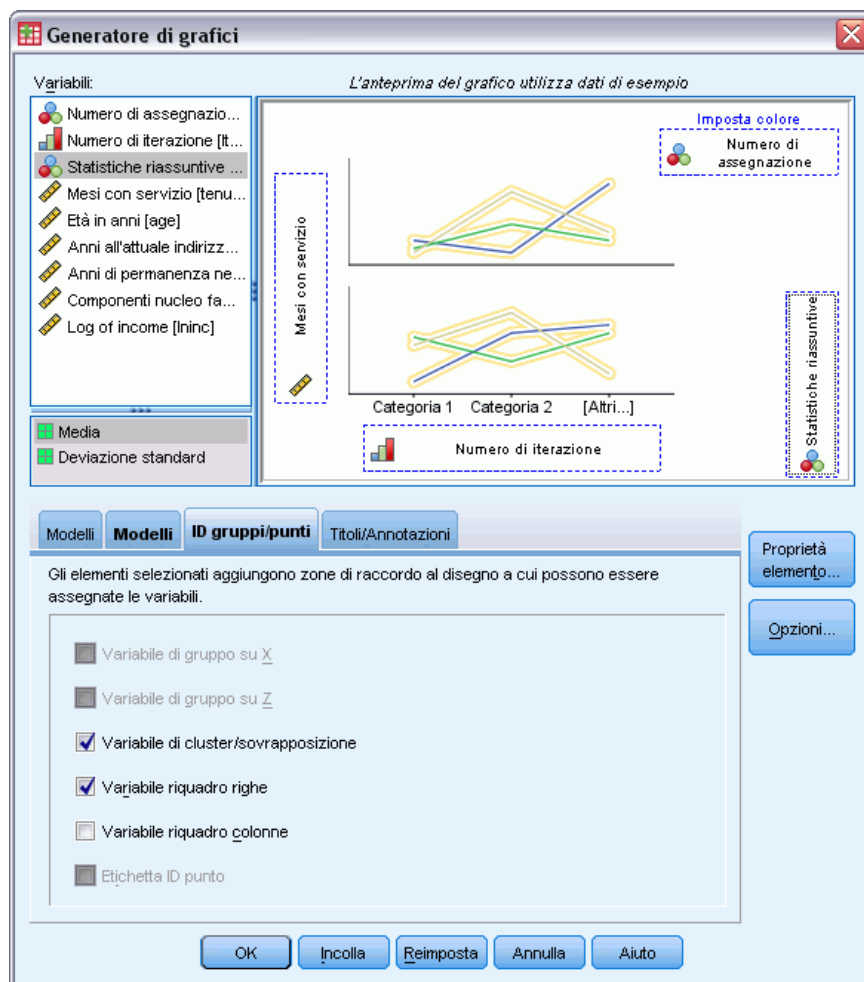 Generatore di grafici
Variabili:
L'anteprima del grafico utilizza dati di esempio
Numero di assegnazio...
Numero di iterazione [It...
Statistiche riassuntive ...
Mesi con servizio [tenu...
Età in anni [age]
Anni all'attuale indirizz...
Anni di permanenza ne...
Componenti nucleo fa...
Log of income [lninc]
Media
Deviazione standard
Imposta colore
Numero di
assegnazione
Mesi con servizio
Statistiche riassuntive
Categoria 1 Categoria 2 [Altri...]
Numero di iterazione
Modelli Modelli ID gruppi/punti Titoli/Annotazioni
Gli elementi selezionati aggiungono zone di raccordo al disegno a cui possono essere
assegnate le variabili.
Variabile di gruppo su X
Variabile di gruppo su Z
Variabile di cluster/sovrapposizione
Variabile riquadro righe
Variabile riquadro colonne
Etichetta ID punto
Proprietà
elemento...
Opzioni...
OK Incolla Reimposta Annulla Aiuto